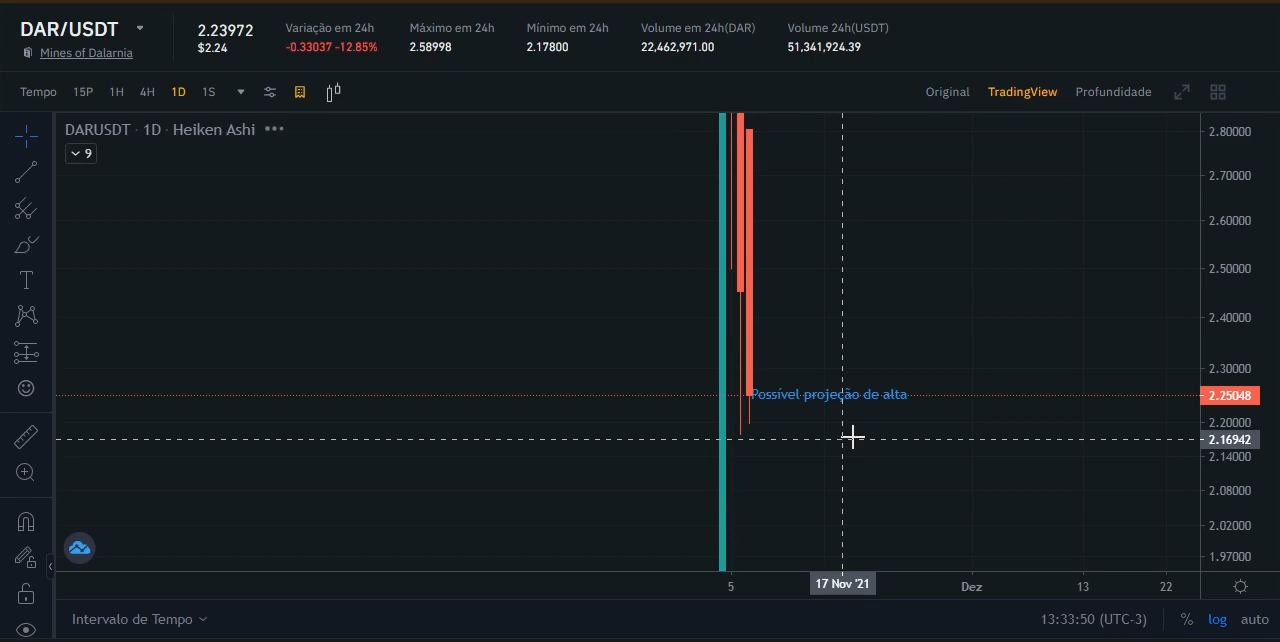 DAR/USDT
Mines of Dalarnia
2.23972
$2.24
Variação em 24h
-0.33037 -12.85%
Máximo em 24h
2.58998
Mínimo em 24h
2.17800
Volume em 24h(DAR)
22,462,971.00
Volume 24h(USDT)
51,341,924.39
Tempo 15P 1H 4H 1D 1S
Original TradingView Profundidade
DARUSDT · 1D · Heiken Ashi
9
2.80000
2.70000
2.60000
2.50000
2.40000
2.30000
Possível projeção de alta
2.25048
2.20000
2.16942
2.14000
2.08000
2.02000
1.97000
5 17 Nov '21 Dez 13 22
Intervalo de Tempo
13:33:50 (UTC-3) % log auto